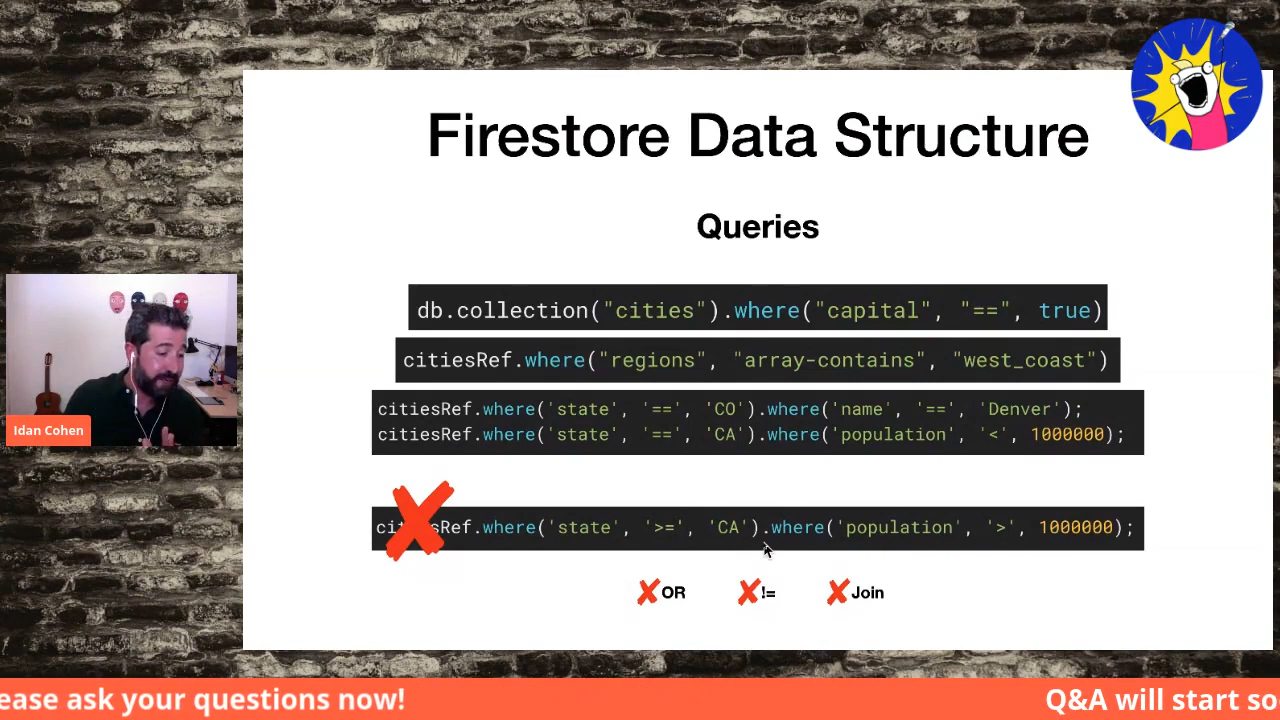 Firestore Data Structure
Queries
db.collection("cities").where("capital", "==", true)
citiesRef.where("regions", "array-contains", "west_coast")
citiesRef.where('state', '==', 'CO').where('name', '==', 'Denver');
citiesRef.where('state', '==', 'CA').where('population', '<', 1000000);
citiesRef.where('state', '>=', 'CA').where('population', '>', 1000000);
OR != Join
Idan Cohen
ease ask your questions now! Q&A will start so